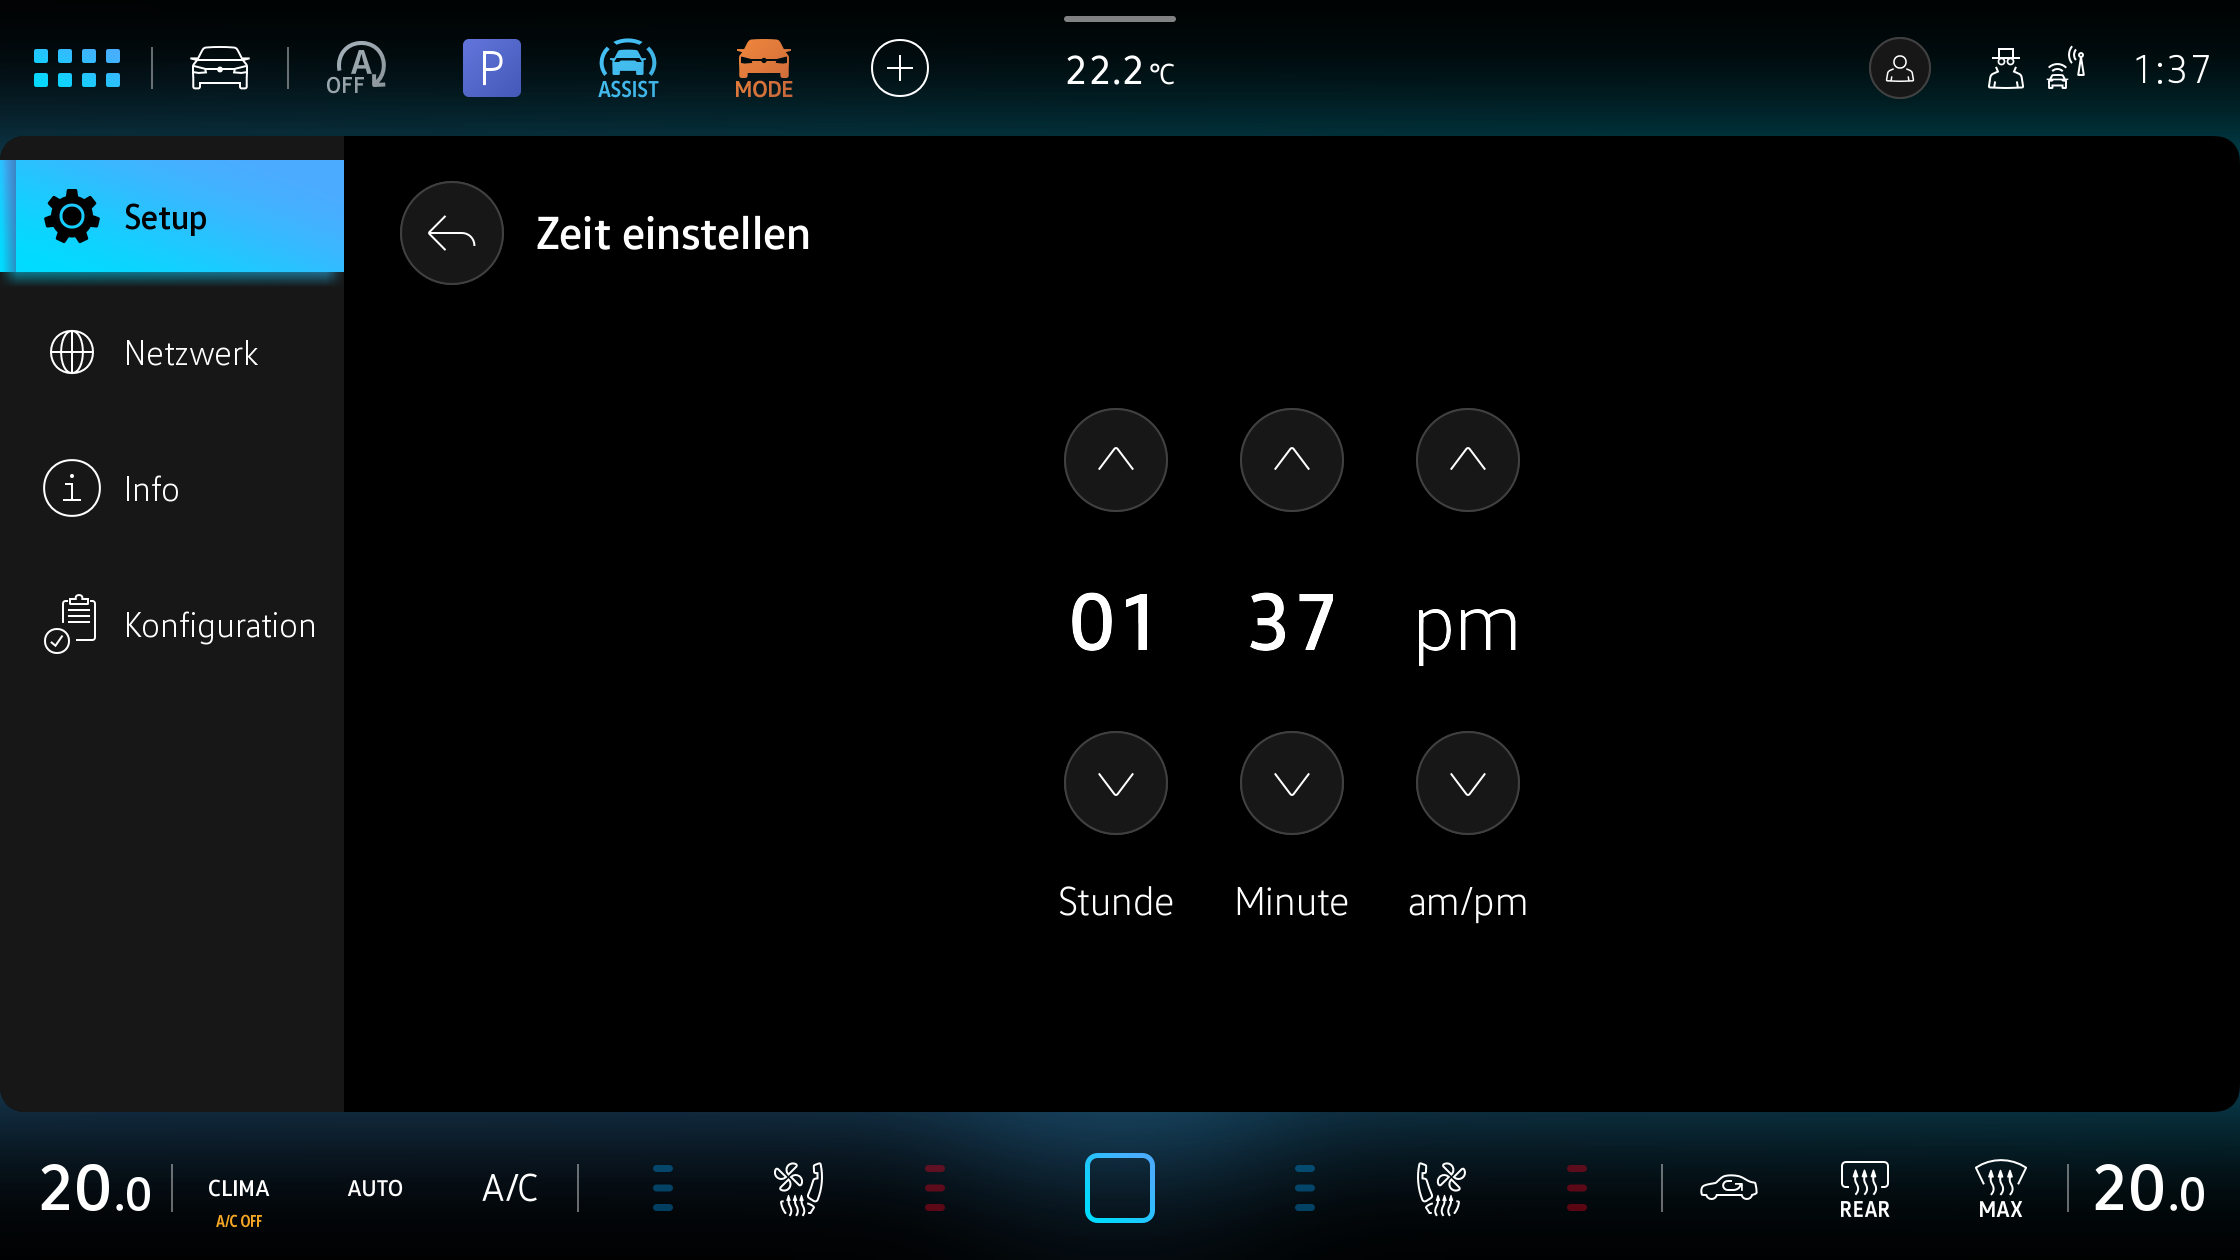 A
OFF
P
ASSIST
MODE
22.2 °C
1:37
Setup
Zeit einstellen
Netzwerk
Info
Konfiguration
01 37 pm
Stunde Minute am/pm
20.0
CLIMA
A/C OFF
AUTO
A/C
REAR
MAX
20.0